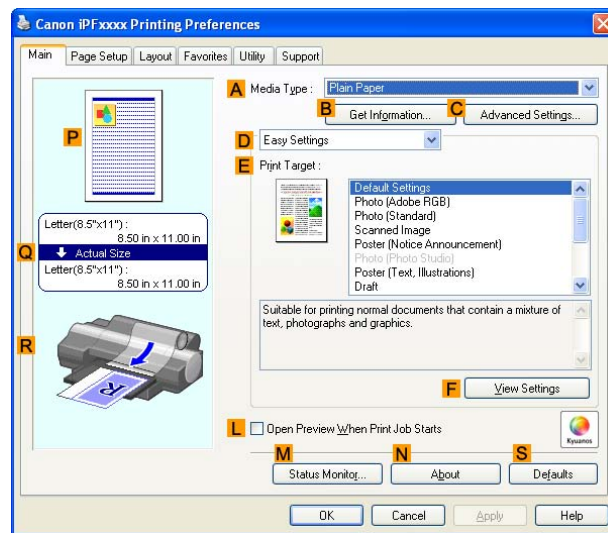 Canon iPFxxxx Printing Preferences
Main Page Setup Layout Favorites Utility Support
A Media Type : Plain Paper
B Get Information... C Advanced Settings...
D Easy Settings
E Print Target :
Default Settings
Photo (Adobe RGB)
Photo (Standard)
Scanned Image
Poster (Notice Announcement)
Photo (Photo Studio)
Poster (Text, Illustrations)
Draft
Suitable for printing normal documents that contain a mixture of
text, photographs and graphics.
F View Settings
P
Letter(8.5"x11") :
8.50 in x 11.00 in
Q Actual Size
Letter(8.5"x11") :
8.50 in x 11.00 in
R
R
L Open Preview When Print Job Starts
Kyuanos
M Status Monitor...
N About
S Defaults
OK Cancel Apply Help